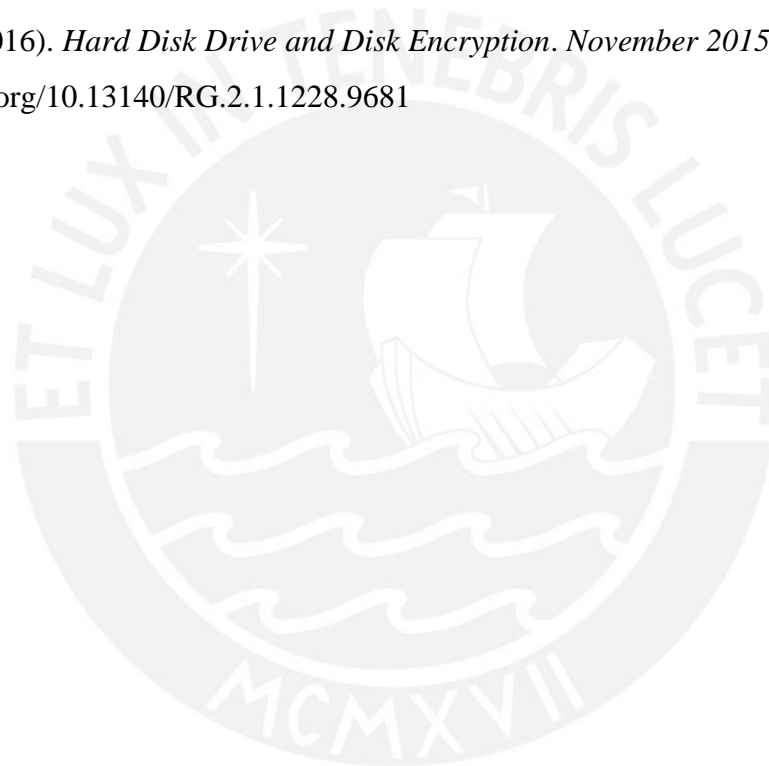 016). Hard Disk Drive and Disk Encryption. November 2015
org/10.13140/RG.2.1.1228.9681
ET LUX IN TENEBRIS LUCET
MCMXVII